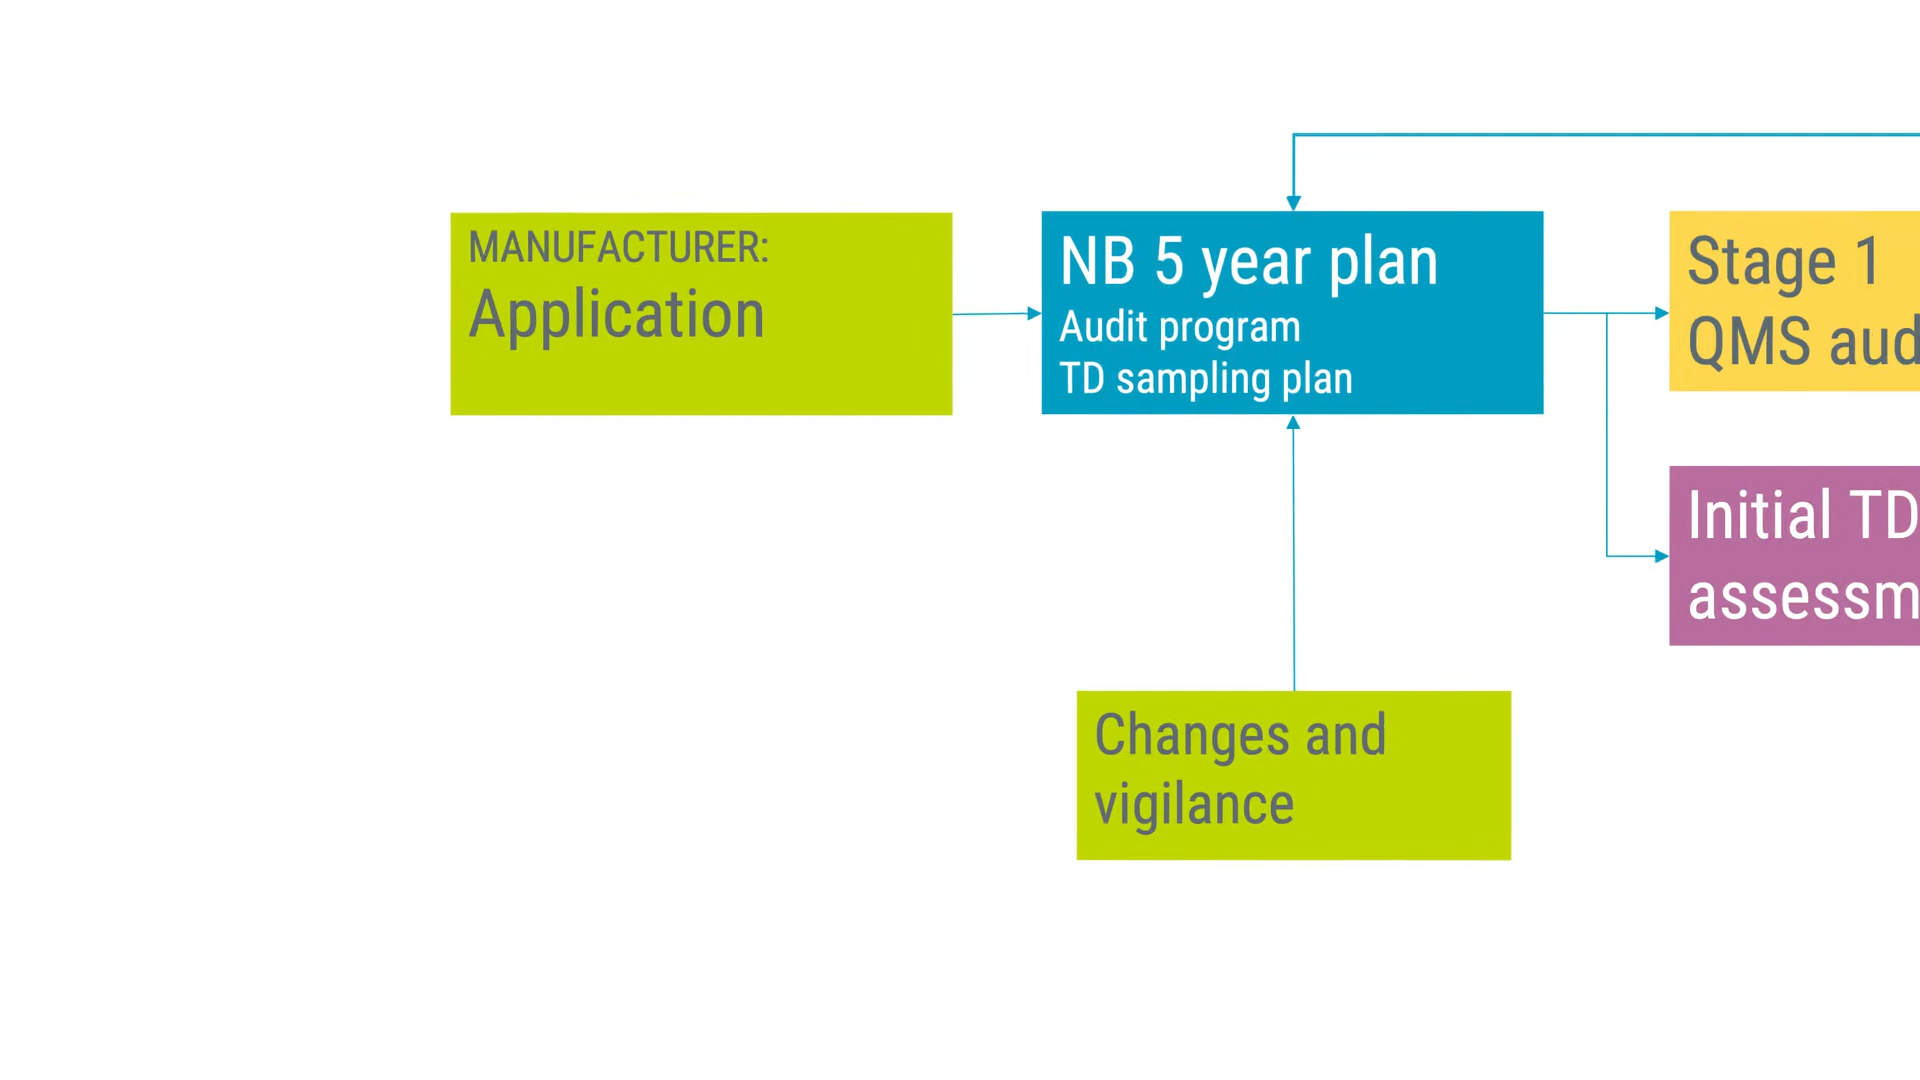 MANUFACTURER:
Application
NB 5 year plan
Audit program
TD sampling plan
Stage 1
QMS aud
Initial TD
assessm
Changes and
vigilance